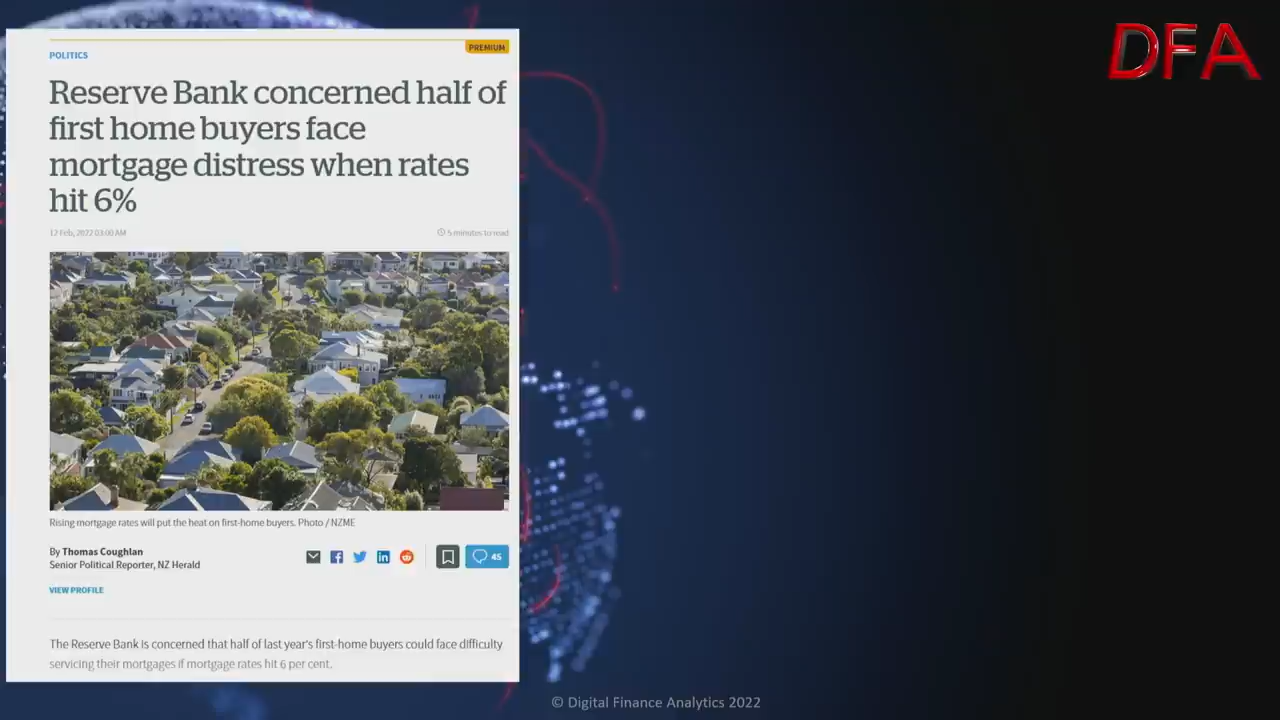 DFA
PREMIUM
POLITICS
Reserve Bank concerned half of
first home buyers face
mortgage distress when rates
hit 6%
12 Feb, 2022 03:00 AM
5 minutes to read
Rising mortgage rates will put the heat on first-home buyers. Photo / NZME
By Thomas Coughlan
Senior Political Reporter, NZ Herald
45
VIEW PROFILE
The Reserve Bank is concerned that half of last year's first-home buyers could face difficulty
servicing their mortgages if mortgage rates hit 6 per cent.
© Digital Finance Analytics 2022